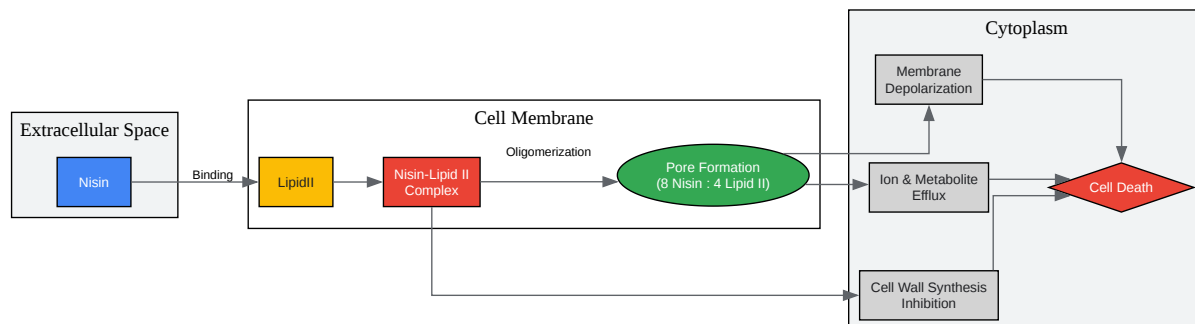 Extracellular Space
Nisin
Binding
Cell Membrane
LipidII
Nisin-Lipid II
Complex
Oligomerization
Pore Formation
(8 Nisin : 4 Lipid II)
Cytoplasm
Membrane
Depolarization
Ion & Metabolite
Efflux
Cell Wall Synthesis
Inhibition
Cell Death